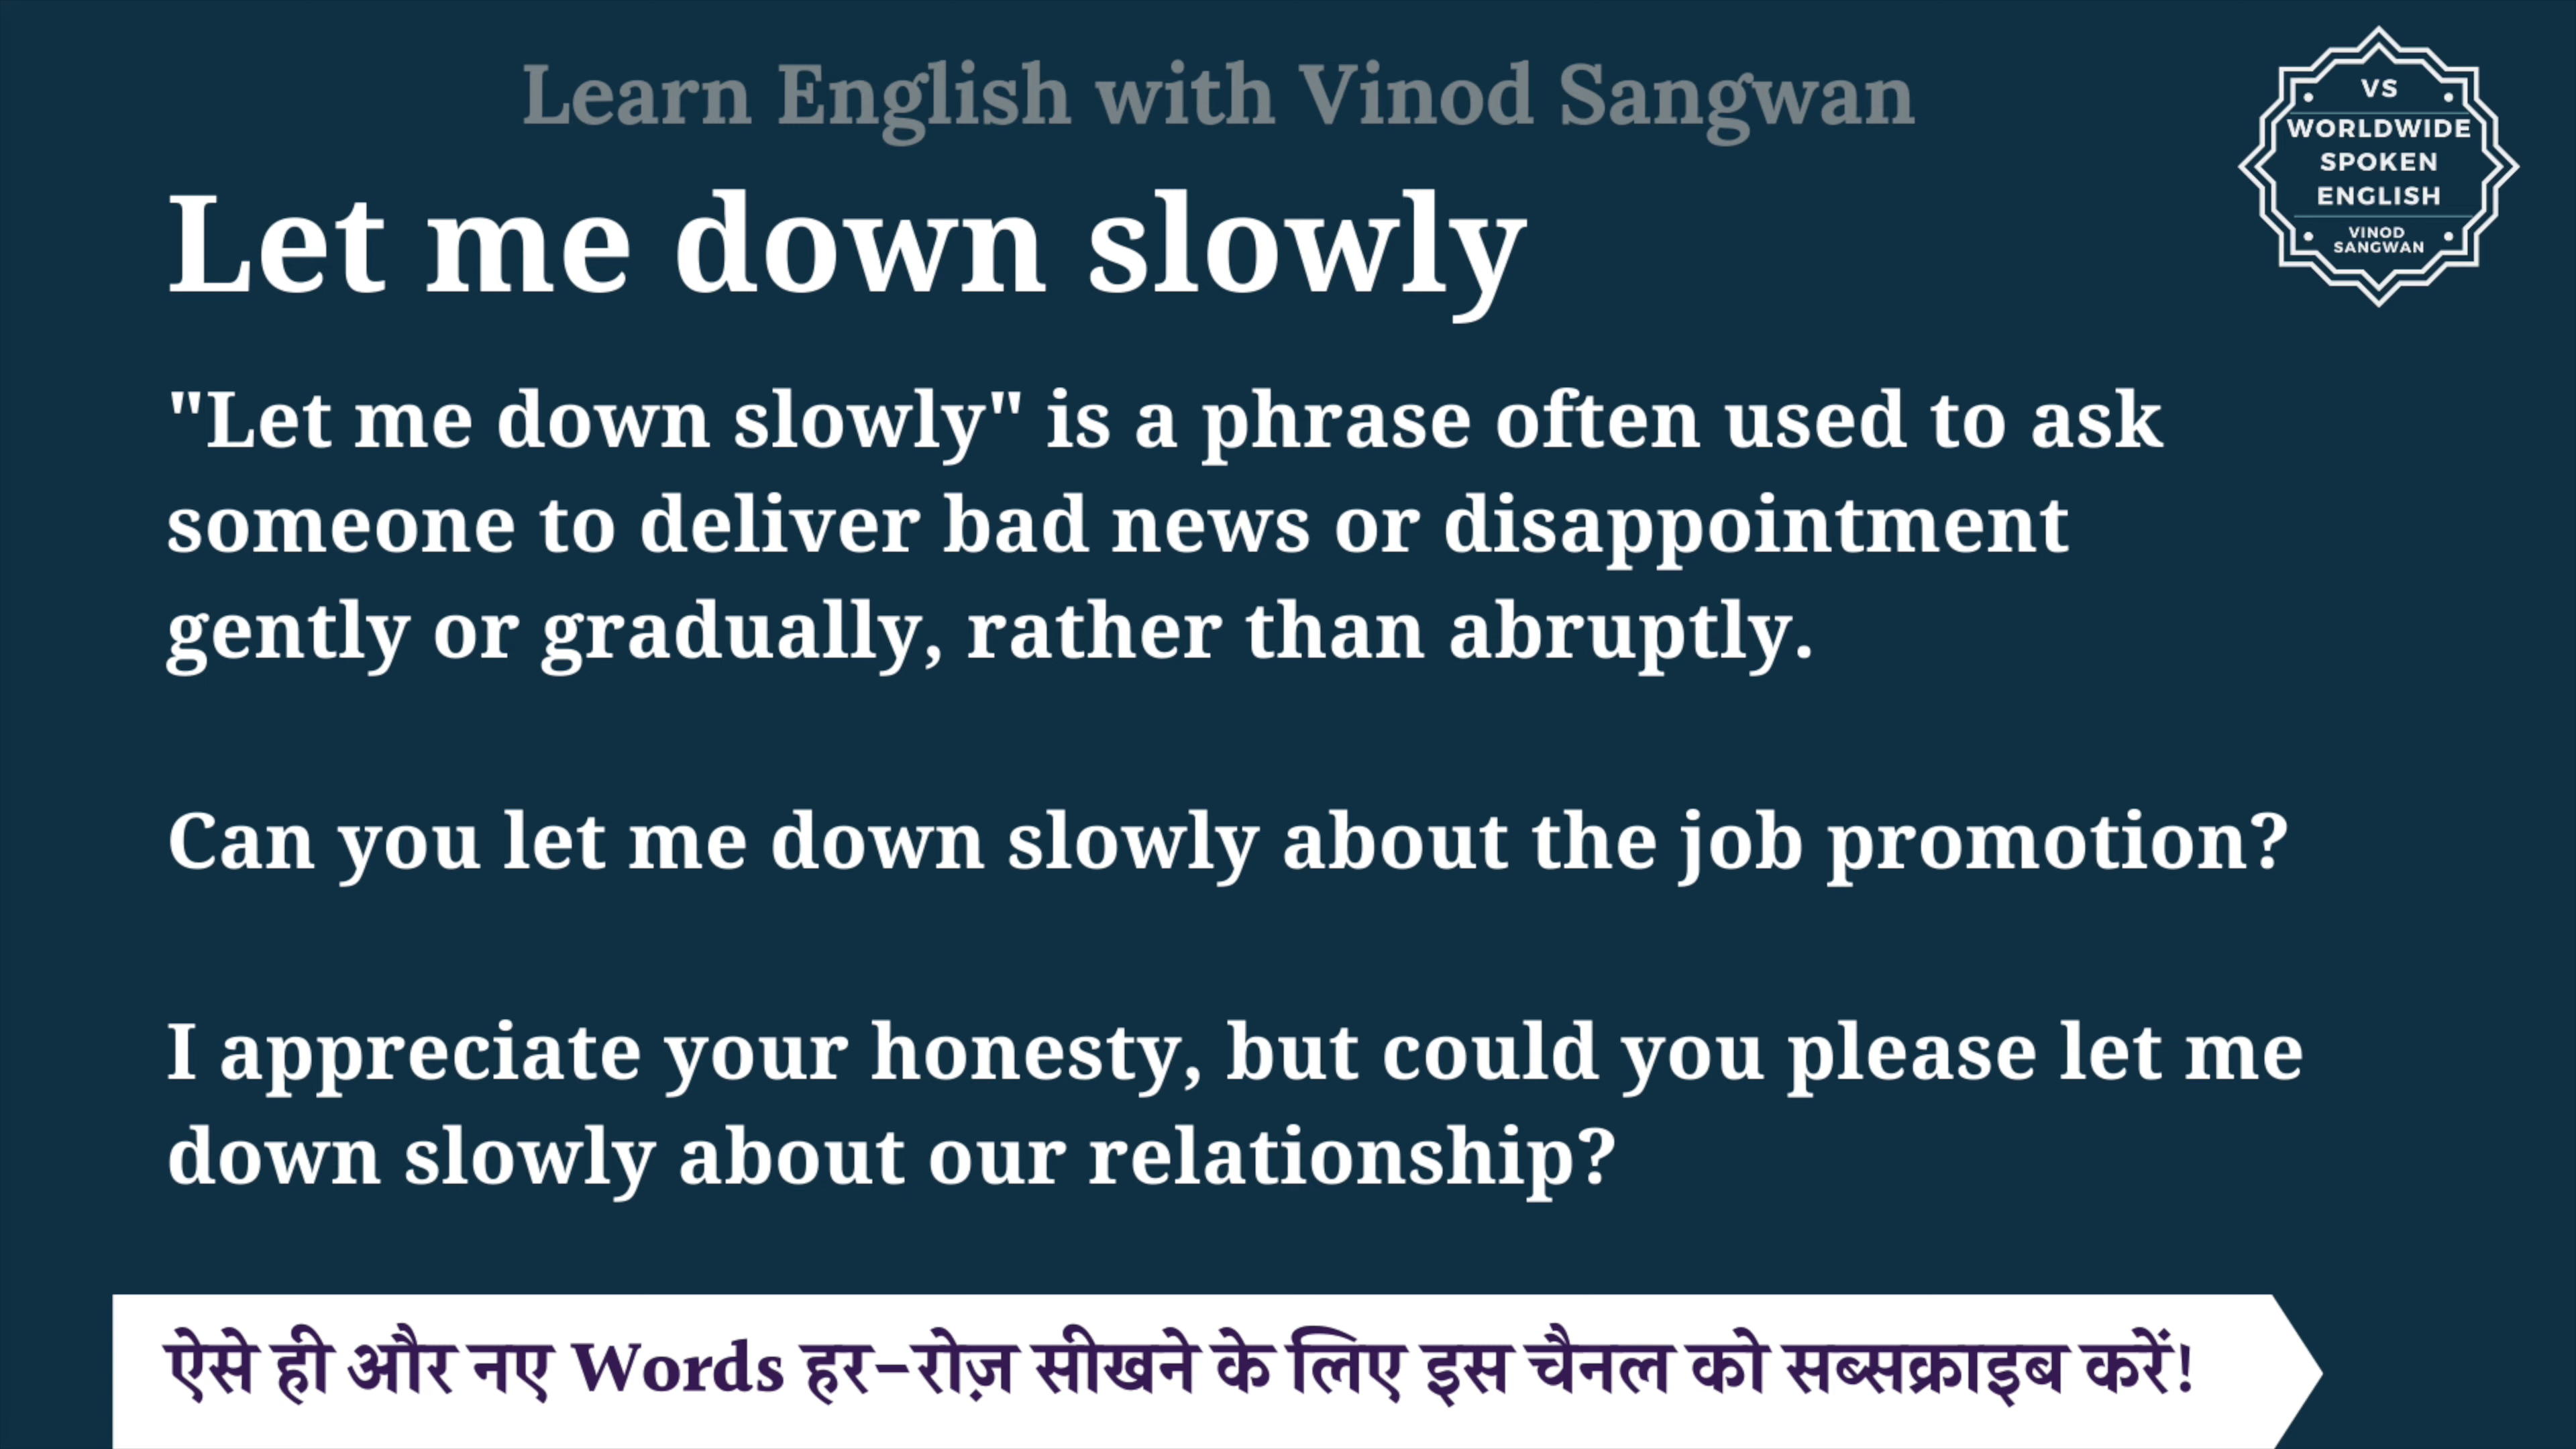 Learn English with Vinod Sangwan
VS
WORLDWIDE
SPOKEN
ENGLISH
VINOD
SANGWAN
Let me down slowly
"Let me down slowly" is a phrase often used to ask
someone to deliver bad news or disappointment
gently or gradually, rather than abruptly.
Can you let me down slowly about the job promotion?
I appreciate your honesty, but could you please let me
down slowly about our relationship?
ऐसे ही और नए Words हर-रोज़ सीखने के लिए इस चैनल को सब्सक्राइब करें!